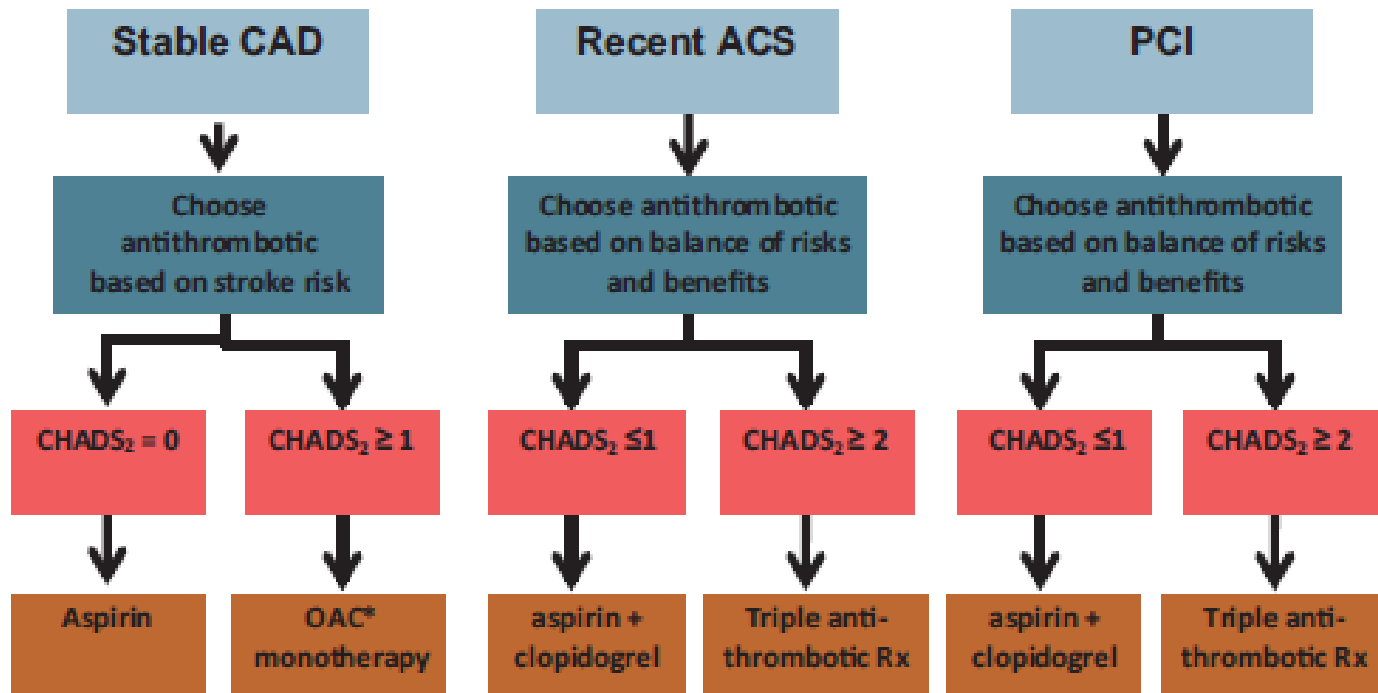 Stable CAD
Recent ACS
PCI
Choose
antithrombotic
based on stroke risk
Choose antithrombotic
based on balance of risks
and benefits
Choose antithrombotic
based on balance of risks
and benefits
CHADS₂ = 0
CHADS₂ ≥ 1
CHADS₂ ≤1
CHADS₂ ≥ 2
CHADS₂ ≤1
CHADS₂ ≥ 2
Aspirin
OAC*
monotherapy
aspirin +
clopidogrel
Triple anti-
thrombotic Rx
aspirin +
clopidogrel
Triple anti-
thrombotic Rx